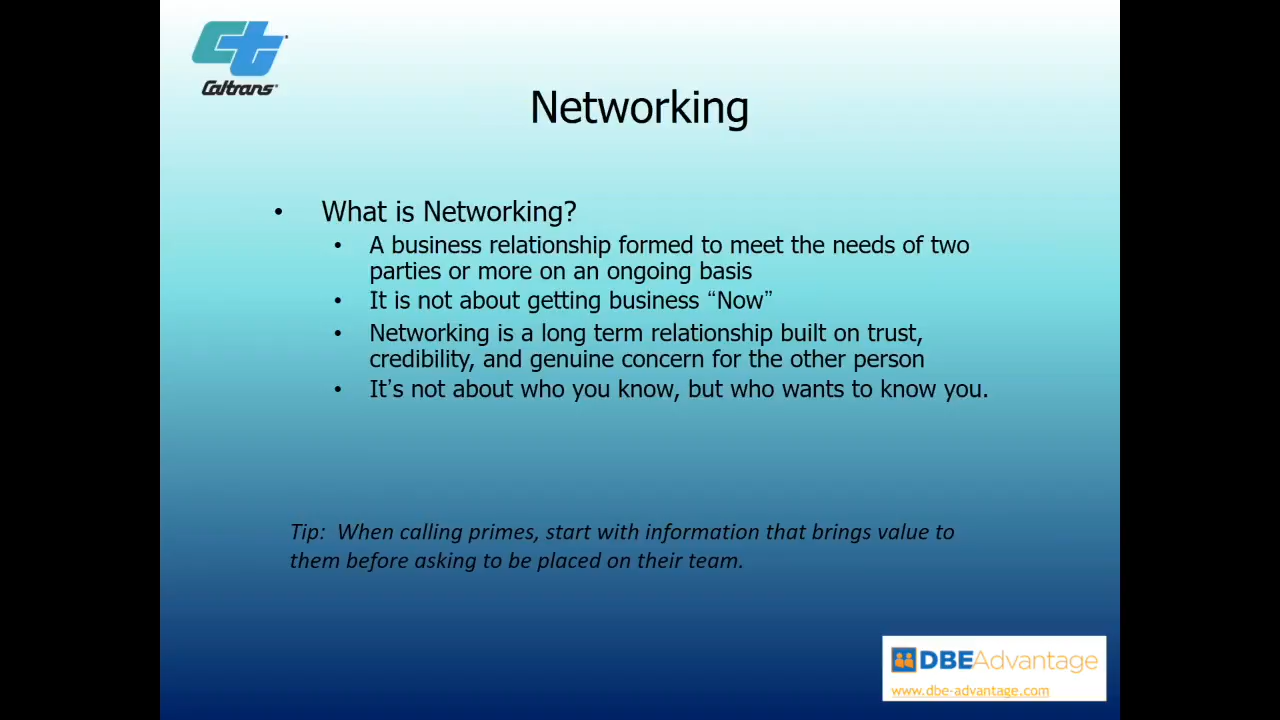 Caltrans
Networking
• What is Networking?
• A business relationship formed to meet the needs of two
parties or more on an ongoing basis
• It is not about getting business “Now”
• Networking is a long term relationship built on trust,
credibility, and genuine concern for the other person
• It’s not about who you know, but who wants to know you.
Tip:  When calling primes, start with information that brings value to
them before asking to be placed on their team.
DBEAdvantage
www.dbe-advantage.com